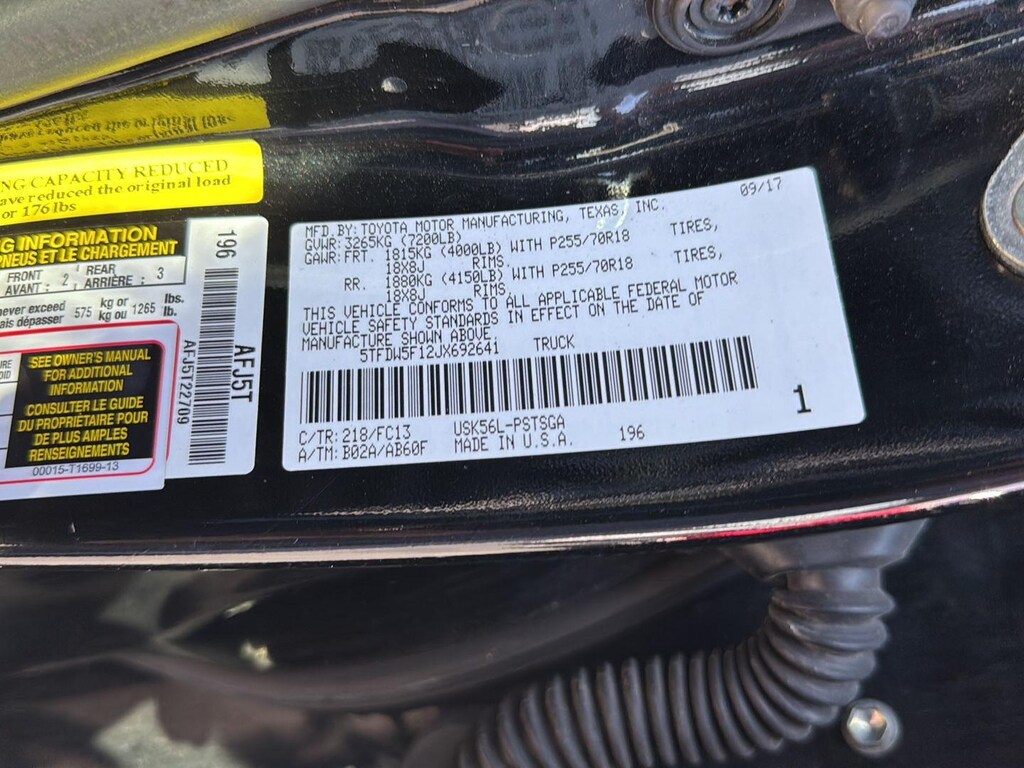 NG CAPACITY REDUCED
ave reduced the original load
or 176 lbs
G INFORMATION
PNEUS ET LE CHARGEMENT
FRONT AVANT : 2 REAR ARRIÈRE : 3
never exceed 575 kg or 1265 lbs.
ais dépasser kg ou lb.
SEE OWNER'S MANUAL
FOR ADDITIONAL
INFORMATION
CONSULTER LE GUIDE
DU PROPRIÉTAIRE POUR
DE PLUS AMPLES
RENSEIGNEMENTS
00015-T1699-13
196
AFJ5T22709
AFJ5T
09/17
MFD. BY: TOYOTA MOTOR MANUFACTURING, TEXAS, INC.
GVWR: 3265KG (7200LB)
GAWR: FRT. 1815KG (4000LB) WITH P255/70R18 TIRES,
18X8J RIMS
RR. 1880KG (4150LB) WITH P255/70R18 TIRES,
18X8J RIMS
THIS VEHICLE CONFORMS TO ALL APPLICABLE FEDERAL MOTOR
VEHICLE SAFETY STANDARDS IN EFFECT ON THE DATE OF
MANUFACTURE SHOWN ABOVE.
5TFDW5F12JX692641 TRUCK
1
C/TR: 218/FC13 USK56L-PSTSGA
A/TM: B02A/AB60F MADE IN U.S.A. 196